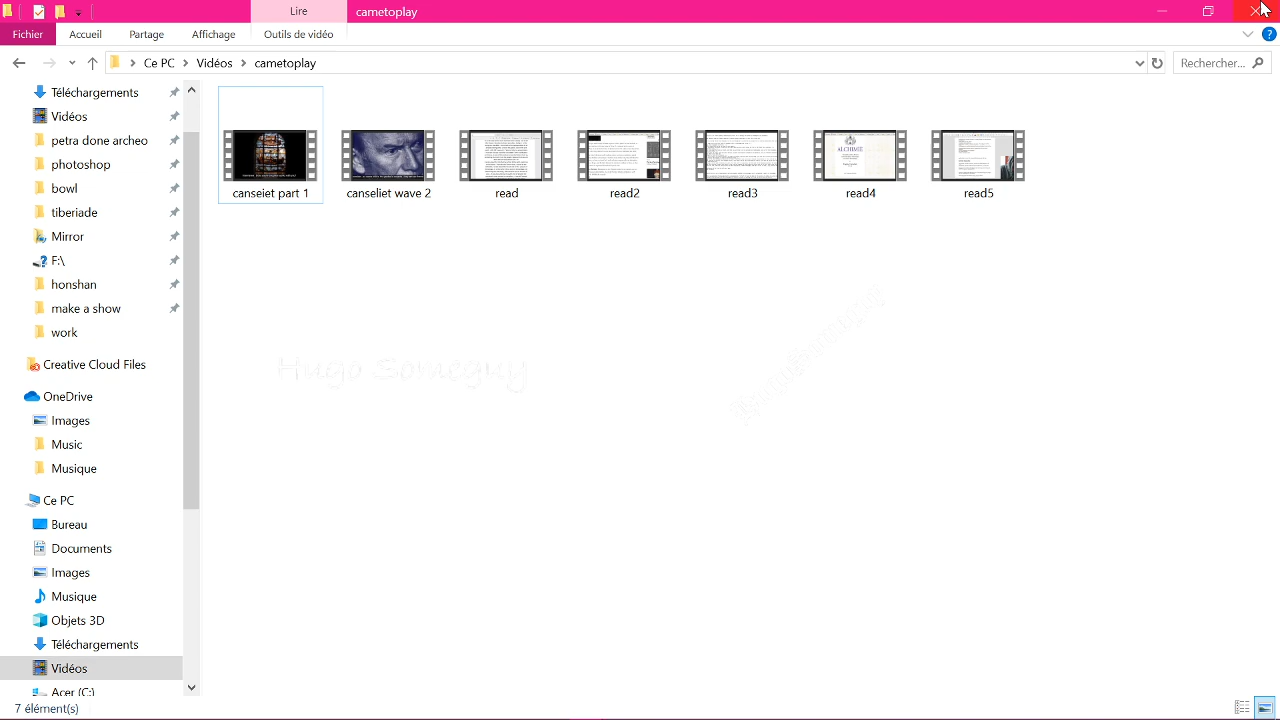 Lire
cametoplay
Fichier
Accueil
Partage
Affichage
Outils de vidéo
Ce PC
Vidéos
cametoplay
Rechercher...
Téléchargements
Vidéos
petra done archeo
photoshop
powl
Mirror
F:\
honshan
make a show
work
Creative Cloud Files
OneDrive
Images
Music
Musique
Ce PC
Bureau
Documents
Images
Musique
Objets 3D
Téléchargements
Vidéos
Acer (C:)
canseiet part 1
canseliet wave 2
read
read2
read3
read4
read5
ALCHIMIE
Hugo Someguy
7 élément(s)